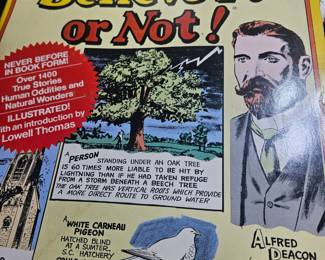 or Not!
NEVER BEFORE
IN BOOK FORM!
Over 1400
True Stories
Human Oddities and
Natural Wonders
ILLUSTRATED!
with an introduction by
Lowell Thomas
A PERSON
STANDING UNDER AN OAK TREE
IS 60 TIMES MORE LIABLE TO BE HIT BY
LIGHTNING THAN IF HE HAD TAKEN REFUGE
FROM A STORM BENEATH A BEECH TREE
THE OAK TREE HAS VERTICAL ROOTS WHICH PROVIDE
A MORE DIRECT ROUTE TO GROUND WATER
A
WHITE CARNEAU
PIGEON
HATCHED BLIND
AT A SUMTER,
S.C. HATCHERY
ALFRED
DEACON